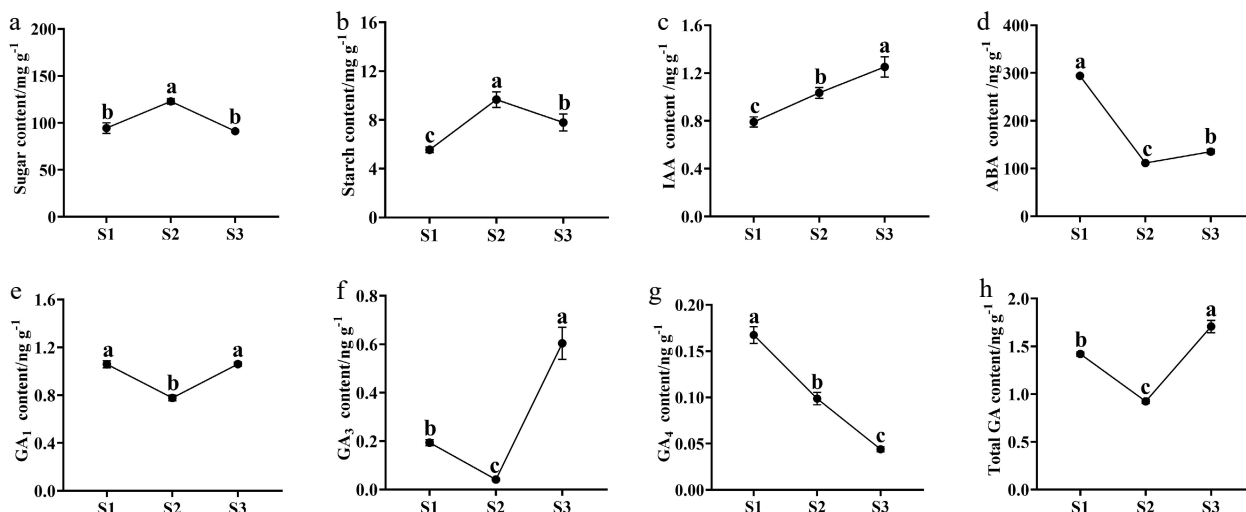 a
Sugar content/mg g⁻¹
200
150
100
50
0
b
a
b
S1 S2 S3
b
Starch content/mg g⁻¹
16
12
8
4
0
c
a
b
S1 S2 S3
c
IAA content /ng g⁻¹
1.6
1.2
0.8
0.4
0.0
c
b
a
S1 S2 S3
d
ABA content /ng g⁻¹
400
300
200
100
0
a
c
b
S1 S2 S3
e
GA₁ content/ng g⁻¹
1.6
1.2
0.8
0.4
0.0
a
b
a
S1 S2 S3
f
GA₃ content/ng g⁻¹
0.8
0.6
0.4
0.2
0.0
b
c
a
S1 S2 S3
g
GA₄ content/ng g⁻¹
0.20
0.15
0.10
0.05
0.00
a
b
c
S1 S2 S3
h
Total GA content/ng g⁻¹
2.0
1.5
1.0
0.5
0.0
b
c
a
S1 S2 S3